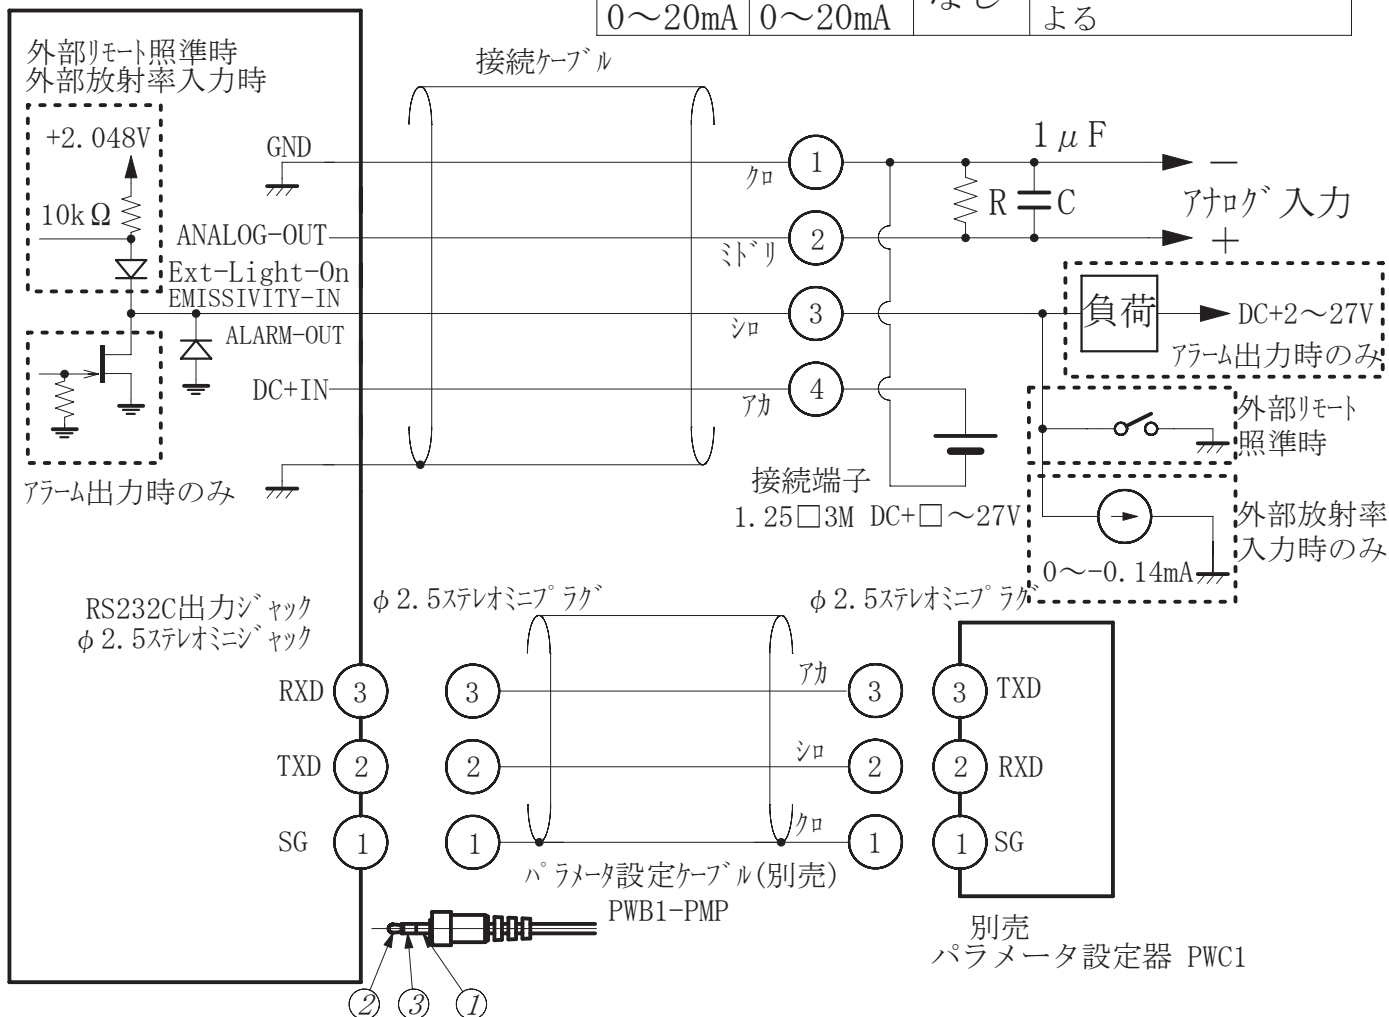 0～20mA 0～20mA なし よる
外部ﾘﾓｰﾄ照準時
外部放射率入力時
+2.048V
10kΩ
GND
ANALOG-OUT
Ext-Light-On
EMISSIVITY-IN
ALARM-OUT
DC+IN
アラーム出力時のみ
接続ｹｰﾌﾞﾙ
ｸﾛ 1
ﾐﾄﾞﾘ 2
ｼﾛ 3
ｱｶ 4
1μF
R C
－
ｱﾅﾛｸﾞ入力
＋
負荷 DC+2～27V
ｱﾗｰﾑ出力時のみ
外部ﾘﾓｰﾄ
照準時
接続端子
1.25□3M DC+□～27V
外部放射率
入力時のみ
0～-0.14mA
RS232C出力ｼﾞｬｯｸ
φ2.5ｽﾃﾚｵﾐﾆｼﾞｬｯｸ
φ2.5ｽﾃﾚｵﾐﾆﾌﾟﾗｸﾞ φ2.5ｽﾃﾚｵﾐﾆﾌﾟﾗｸﾞ
RXD 3 3 ｱｶ 3 3 TXD
TXD 2 2 ｼﾛ 2 2 RXD
SG 1 1 ｸﾛ 1 1 SG
ﾊﾟﾗﾒｰﾀ設定ｹｰﾌﾞﾙ(別売)
PWB1-PMP
別売
パラメータ設定器 PWC1
2 3 1